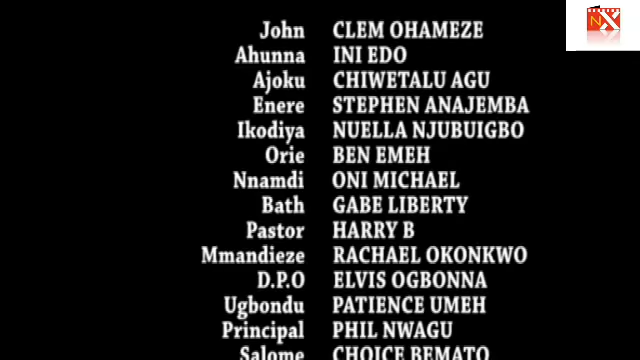 John CLEM OHAMEZE
Ahunna INI EDO
Ajoku CHIWETALU AGU
Enere STEPHEN ANAJEMBA
Ikodiya NUELLA NJUBUIGBO
Orie BEN EMEH
Nnamdi ONI MICHAEL
Bath GABE LIBERTY
Pastor HARRY B
Mmandieze RACHAEL OKONKWO
D.P.O ELVIS OGBONNA
Ugbondu PATIENCE UMEH
Principal PHIL NWAGU
Salome CHOICE BEMATO
NX